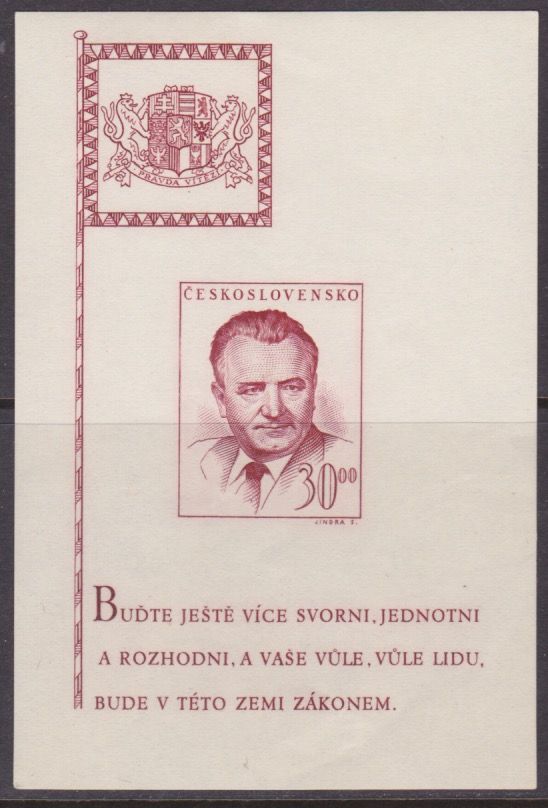 PRAVDA VÍTĚZÍ
ČESKOSLOVENSKO
30⁰⁰
JINDRA S.
BUĎTE JEŠTĚ VÍCE SVORNI, JEDNOTNI
A ROZHODNI, A VAŠE VŮLE, VŮLE LIDU,
BUDE V TÉTO ZEMI ZÁKONEM.